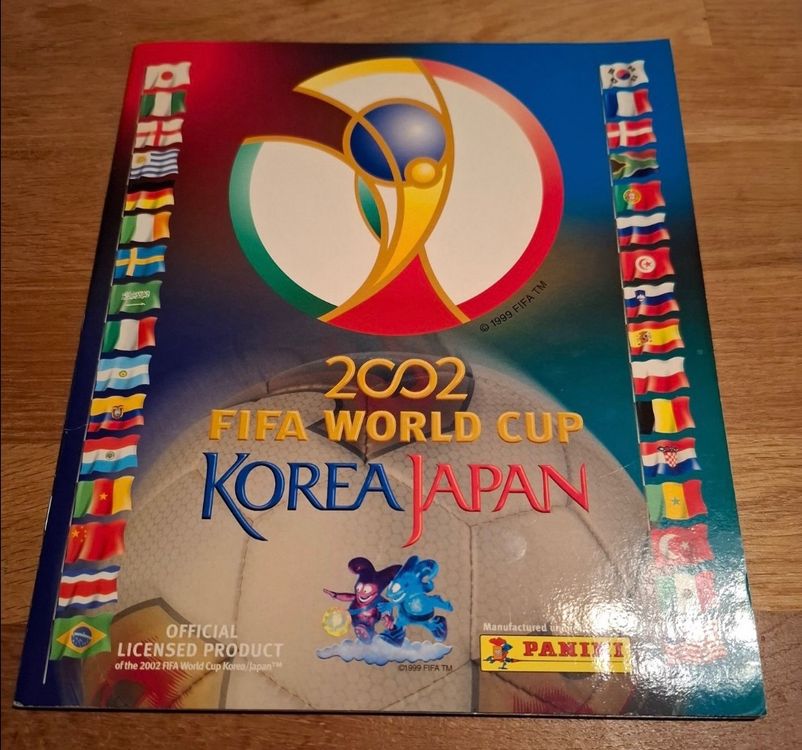 © 1999 FIFA TM
2002
FIFA WORLD CUP
KOREA JAPAN
OFFICIAL
LICENSED PRODUCT
of the 2002 FIFA World Cup Korea/Japan™
©1999 FIFA TM
Manufactured
PANINI